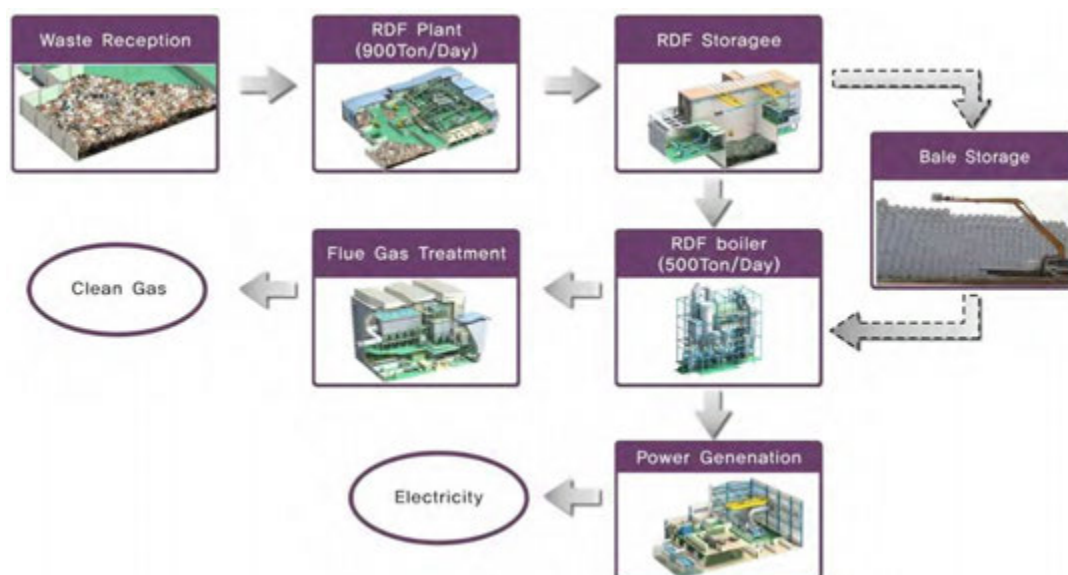 Waste Reception
RDF Plant
(900Ton/Day)
RDF Storagee
Bale Storage
Clean Gas
Flue Gas Treatment
RDF boiler
(500Ton/Day)
Electricity
Power Genenation